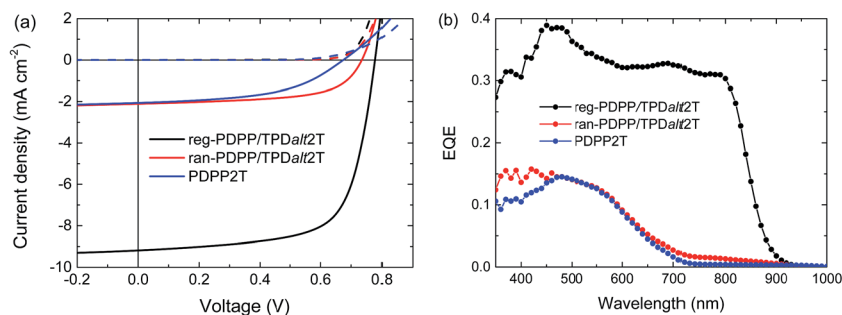 (a)
Current density (mA cm⁻²)
2
0
-2
-4
-6
-8
-10
reg-PDPP/TPDalt2T
ran-PDPP/TPDalt2T
PDPP2T
-0.2
0.0
0.2
0.4
0.6
0.8
Voltage (V)
(b)
EQE
0.4
0.3
0.2
0.1
0.0
reg-PDPP/TPDalt2T
ran-PDPP/TPDalt2T
PDPP2T
400
500
600
700
800
900
1000
Wavelength (nm)